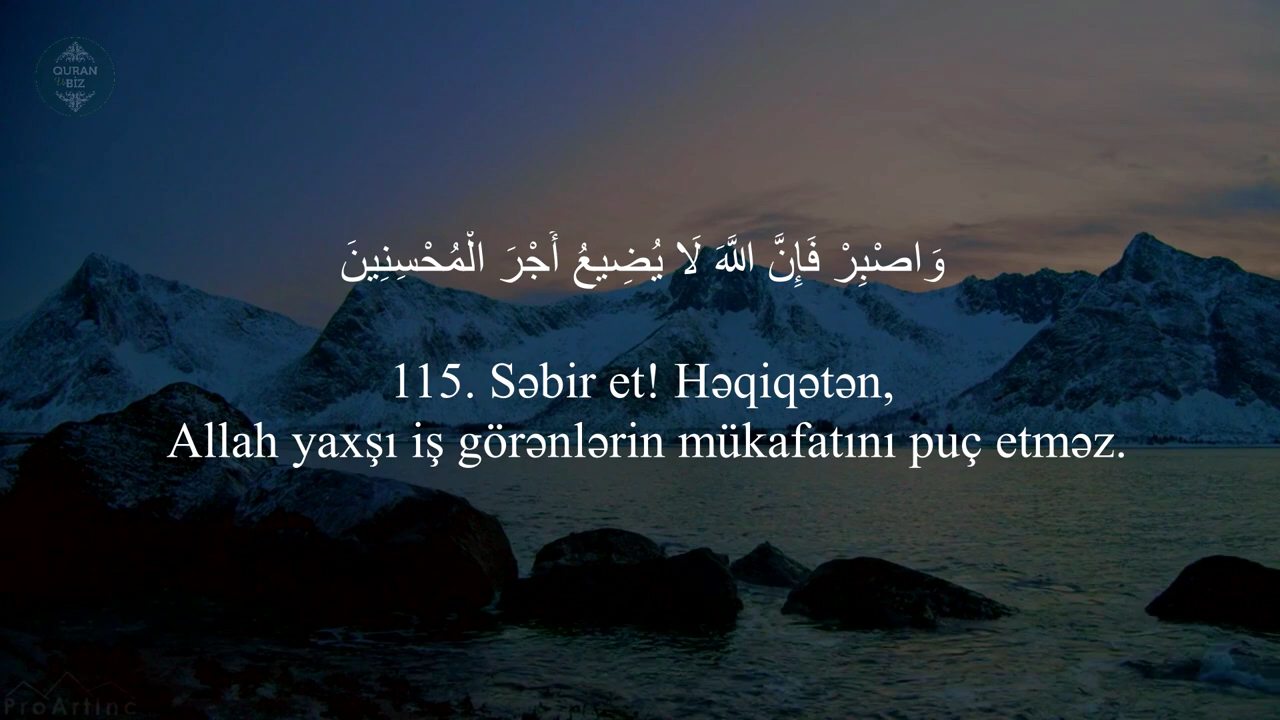 QURAN
Və BİZ
وَاصْبِرْ فَإِنَّ اللَّهَ لَا يُضِيعُ أَجْرَ الْمُحْسِنِينَ
115. Səbir et! Həqiqətən,
Allah yaxşı iş görənlərin mükafatını puç etməz.
ProArtInc